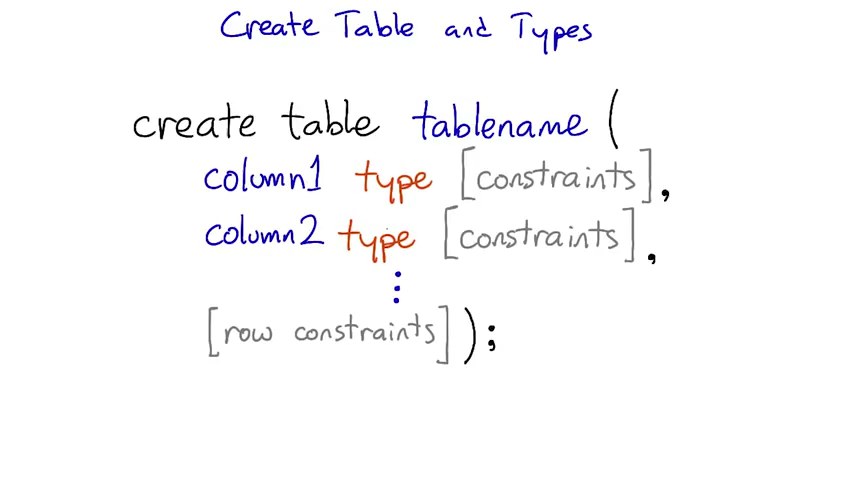 Create Table and Types
create table tablename (
column1 type [constraints],
column2 type [constraints],
⋮
[row constraints]);